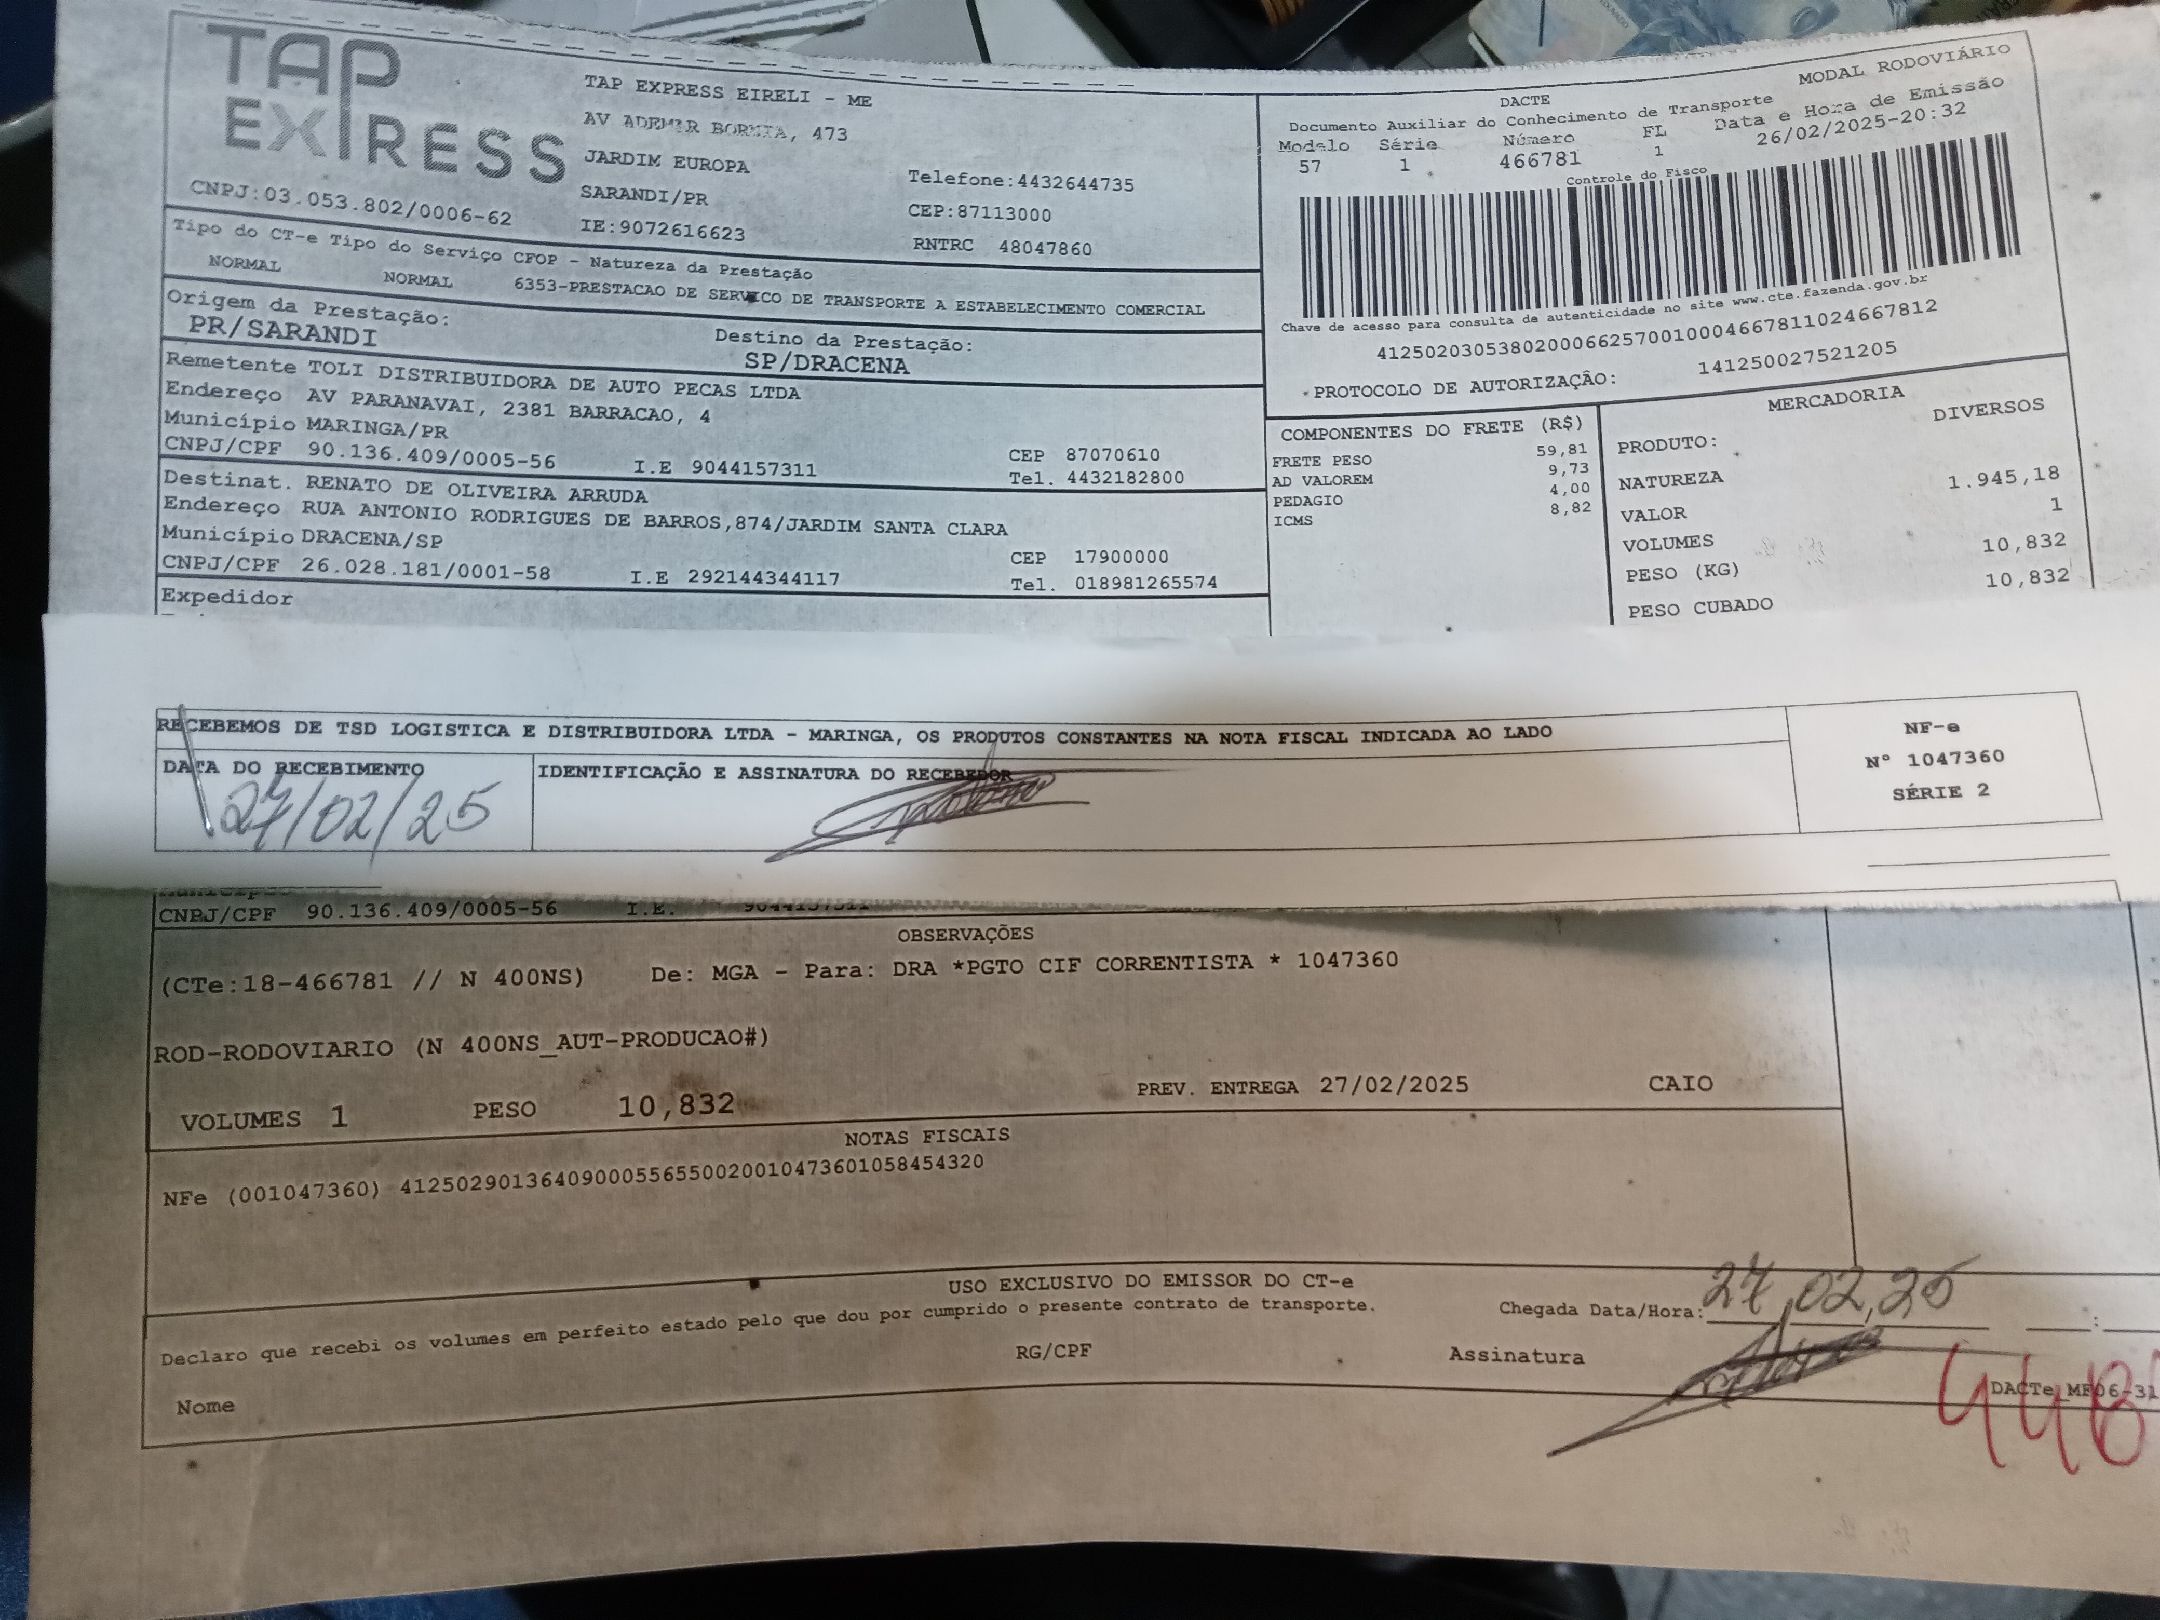 TAP EXPRESS
TAP EXPRESS EIRELI - ME
AV ADEMAR BORNIA, 473
JARDIM EUROPA
SARANDI/PR
IE:9072616623
Telefone:4432644735
CEP:87113000
RNTRC 48047860
CNPJ:03.053.802/0006-62
MODAL RODOVIÁRIO
DACTE
Documento Auxiliar do Conhecimento de Transporte
Modelo Série Número FL Data e Hora de Emissão
57 1 466781 1 26/02/2025-20:32
Controle do Fisco
Chave de acesso para consulta de autenticidade no site www.cte.fazenda.gov.br
41250203053802000662570010004667811024667812
PROTOCOLO DE AUTORIZAÇÃO: 141250027521205
Tipo do CT-e Tipo do Serviço CFOP - Natureza da Prestação
NORMAL NORMAL 6353-PRESTACAO DE SERVICO DE TRANSPORTE A ESTABELECIMENTO COMERCIAL
Origem da Prestação: Destino da Prestação:
PR/SARANDI SP/DRACENA
Remetente TOLI DISTRIBUIDORA DE AUTO PECAS LTDA
Endereço AV PARANAVAI, 2381 BARRACAO, 4
Município MARINGA/PR CEP 87070610
CNPJ/CPF 90.136.409/0005-56 I.E 9044157311 Tel. 4432182800
Destinat. RENATO DE OLIVEIRA ARRUDA
Endereço RUA ANTONIO RODRIGUES DE BARROS,874/JARDIM SANTA CLARA
Município DRACENA/SP CEP 17900000
CNPJ/CPF 26.028.181/0001-58 I.E 292144344117 Tel. 018981265574
Expedidor
COMPONENTES DO FRETE (R$)
FRETE PESO 59,81
AD VALOREM 9,73
PEDAGIO 4,00
ICMS 8,82
MERCADORIA
PRODUTO: DIVERSOS
NATUREZA
VALOR 1.945,18
VOLUMES 1
PESO (KG) 10,832
PESO CUBADO 10,832
RECEBEMOS DE TSD LOGISTICA E DISTRIBUIDORA LTDA - MARINGA, OS PRODUTOS CONSTANTES NA NOTA FISCAL INDICADA AO LADO
DATA DO RECEBIMENTO IDENTIFICAÇÃO E ASSINATURA DO RECEBEDOR
27/02/25
NF-e
N° 1047360
SÉRIE 2
CNPJ/CPF 90.136.409/0005-56 I.E. 9044157311
OBSERVAÇÕES
(CTe:18-466781 // N 400NS) De: MGA - Para: DRA *PGTO CIF CORRENTISTA * 1047360
ROD-RODOVIARIO (N 400NS_AUT-PRODUCAO#)
VOLUMES 1 PESO 10,832 PREV. ENTREGA 27/02/2025 CAIO
NOTAS FISCAIS
NFe (001047360) 41250290136409000556550020010473601058454320
USO EXCLUSIVO DO EMISSOR DO CT-e
Declaro que recebi os volumes em perfeito estado pelo que dou por cumprido o presente contrato de transporte. Chegada Data/Hora: 27,02,25 :
Nome RG/CPF Assinatura
DACTe_MF06-31